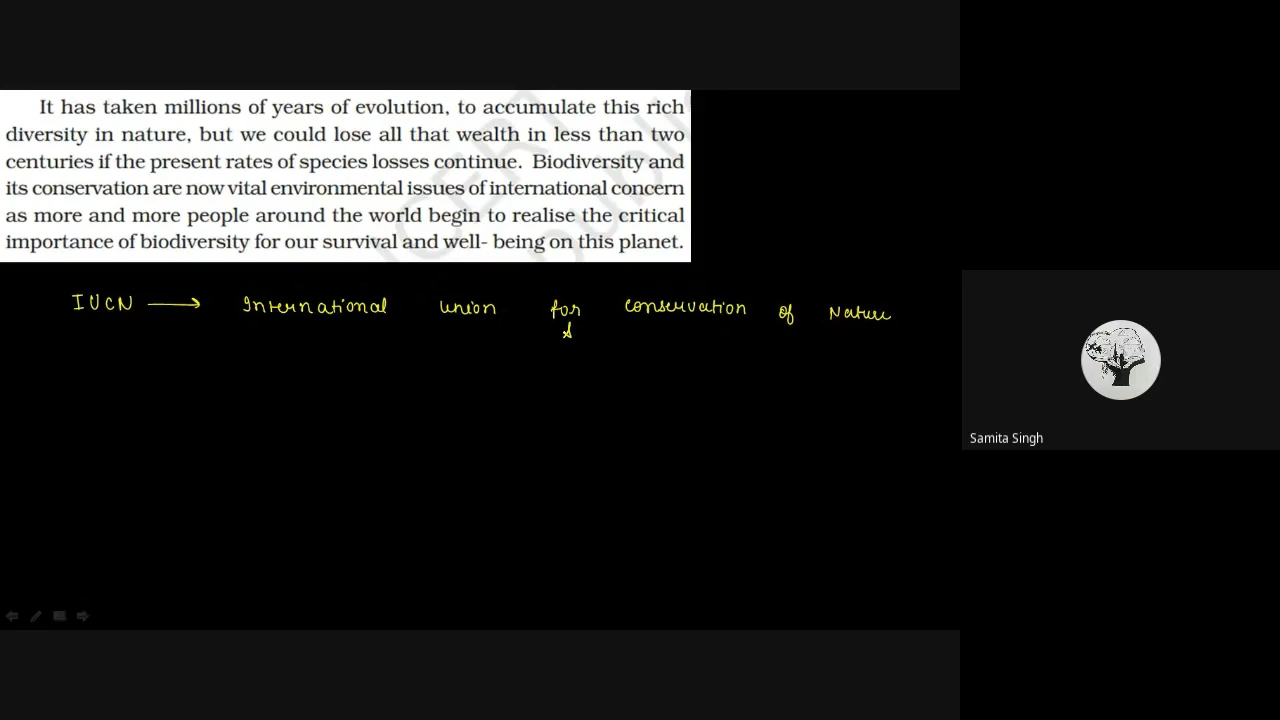 It has taken millions of years of evolution, to accumulate this rich
diversity in nature, but we could lose all that wealth in less than two
centuries if the present rates of species losses continue. Biodiversity and
its conservation are now vital environmental issues of international concern
as more and more people around the world begin to realise the critical
importance of biodiversity for our survival and well- being on this planet.
IUCN → International union for conservation of Nature
Samita Singh